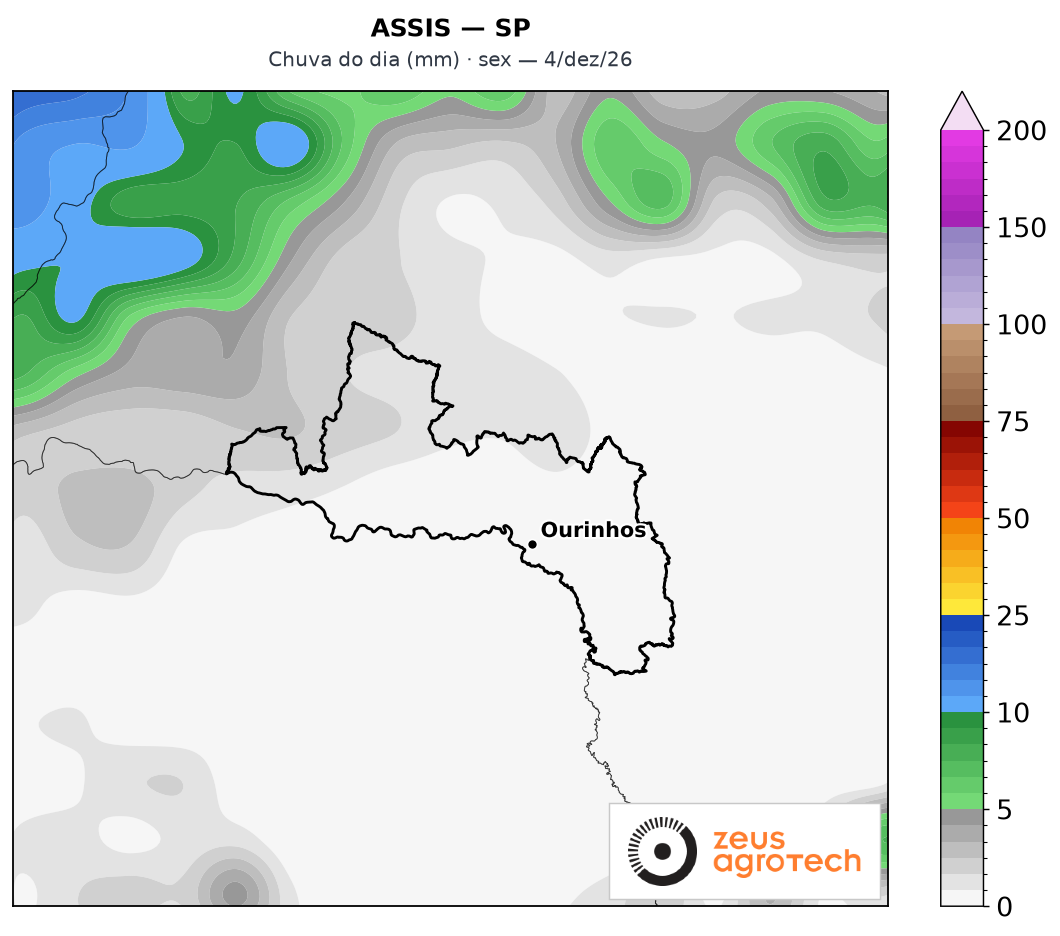 ASSIS — SP
Chuva do dia (mm) · sex — 4/dez/26
200
150
100
75
50
25
10
5
0
Ourinhos
zeus
agrotech